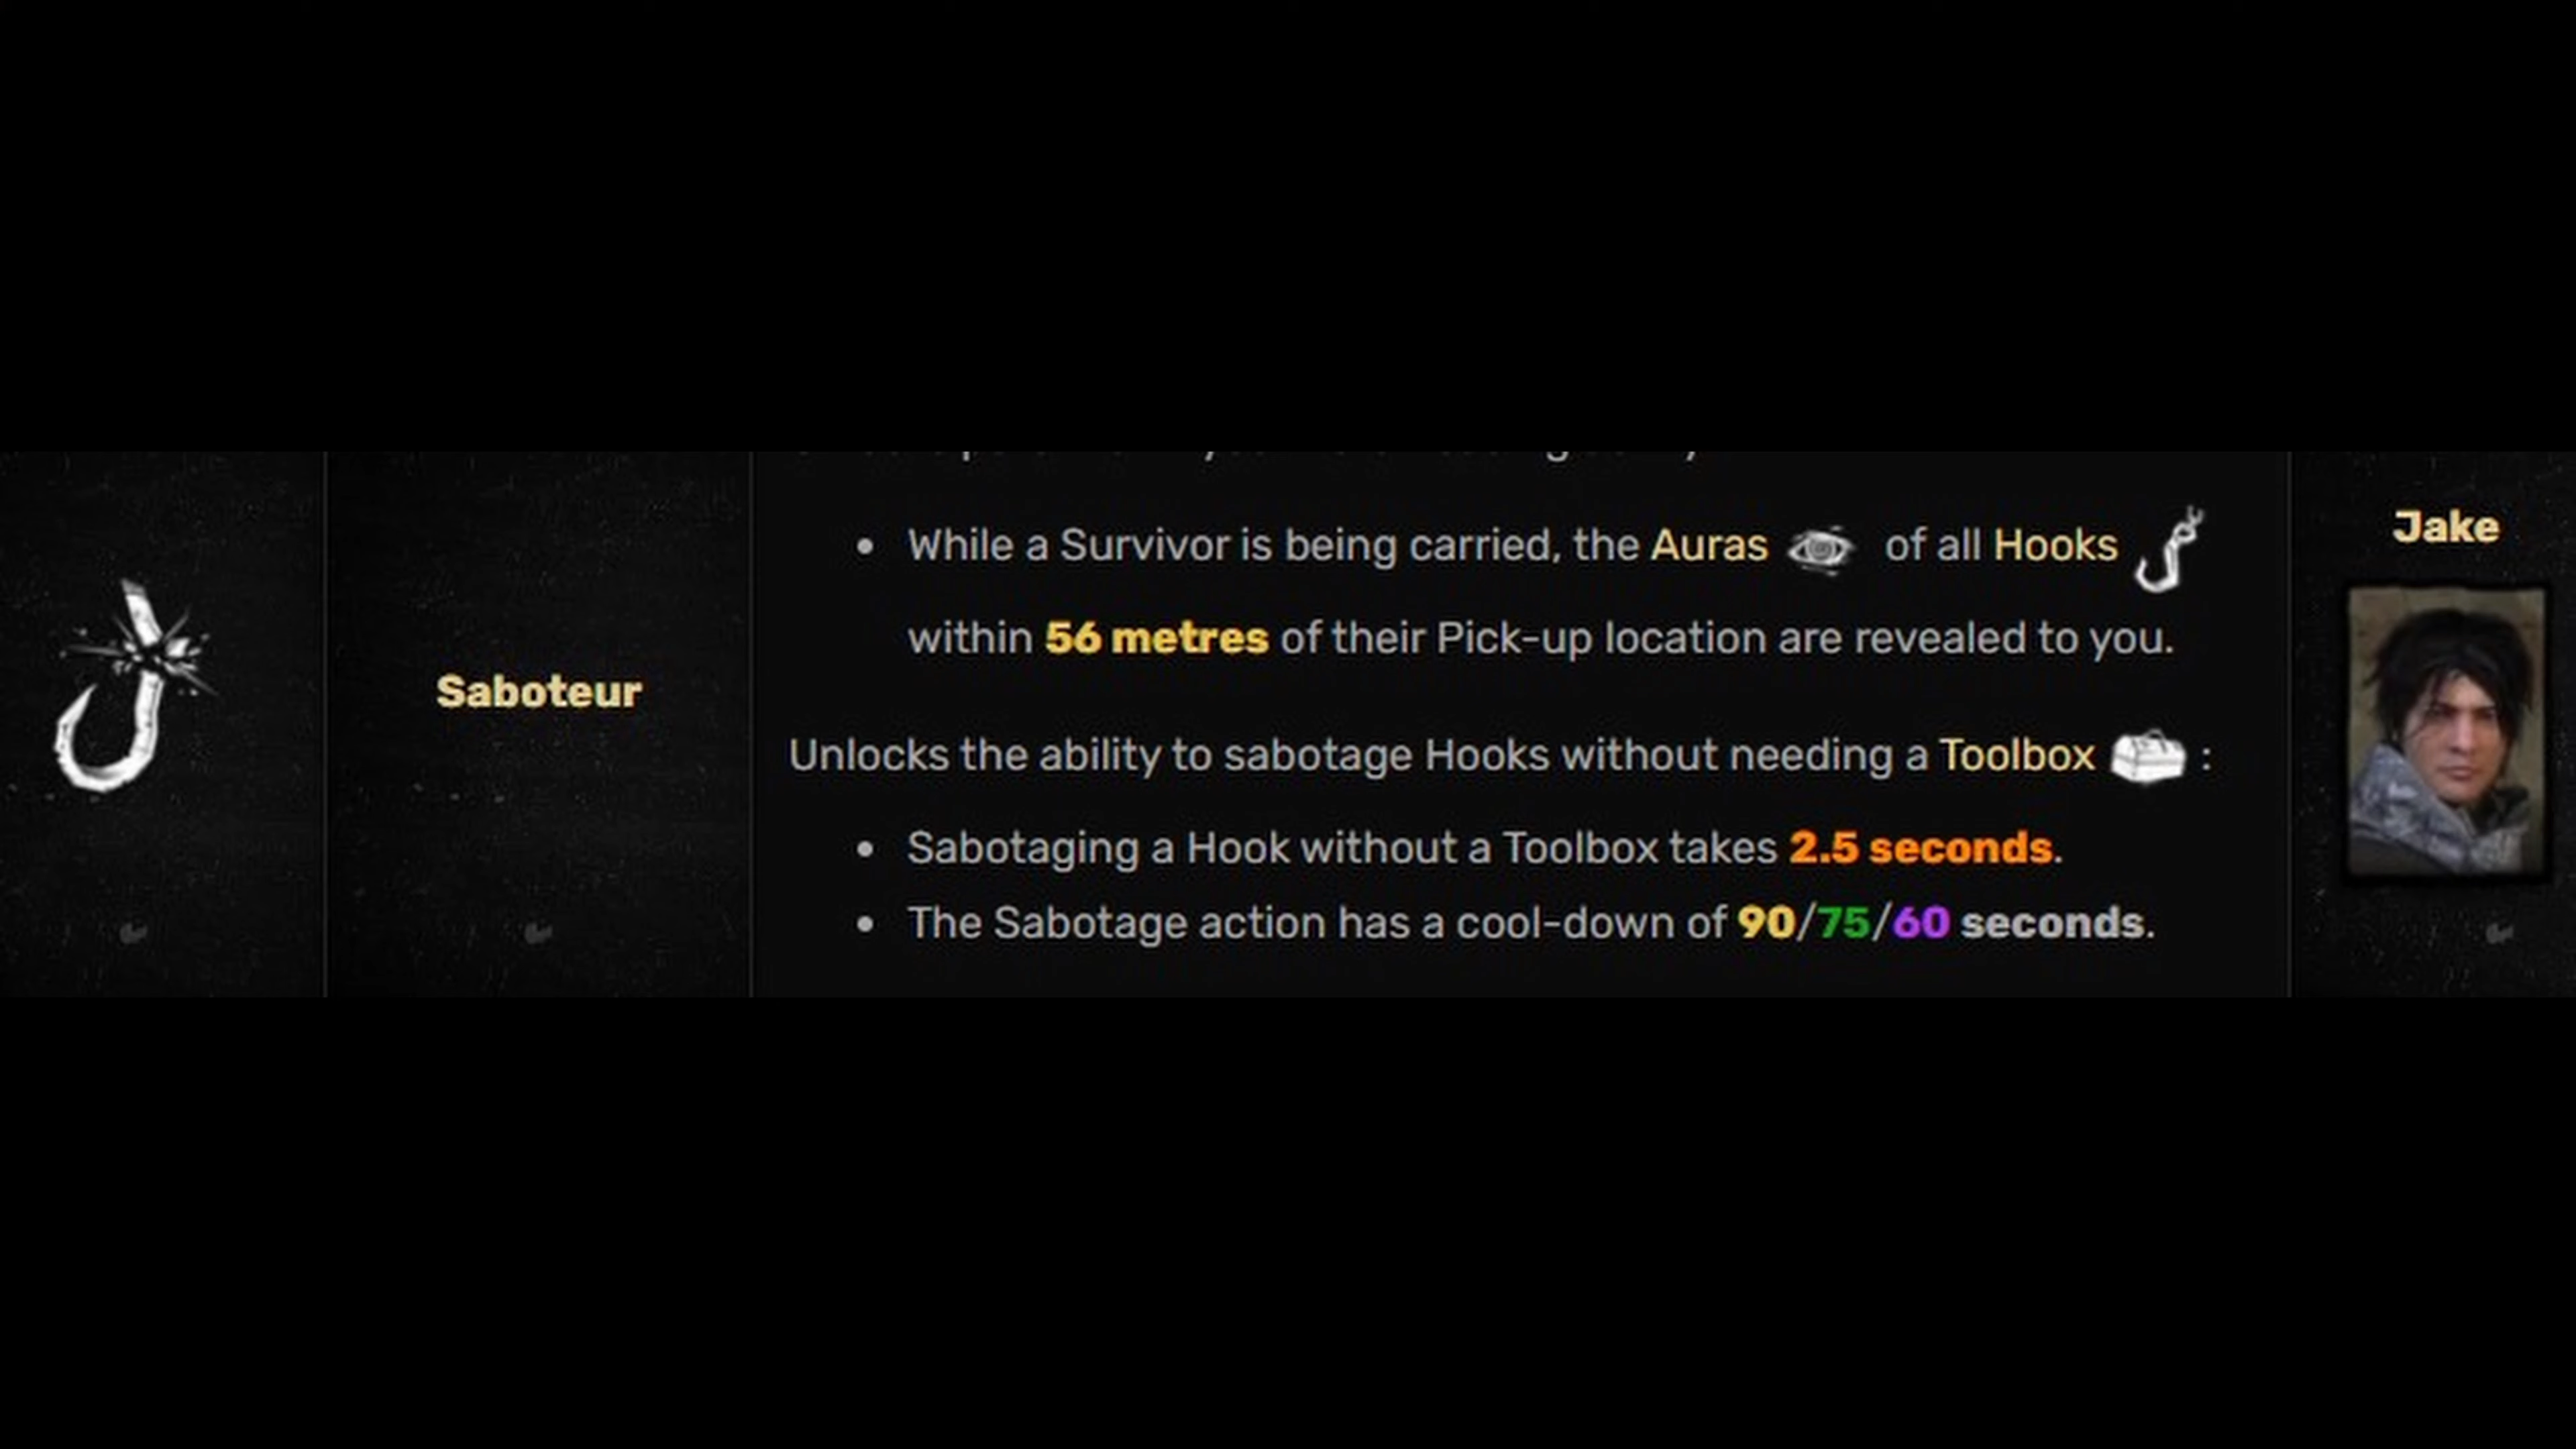 Jake
While a Survivor is being carried, the Auras of all Hooks
within 56 metres of their Pick-up location are revealed to you.
Saboteur
Unlocks the ability to sabotage Hooks without needing a Toolbox :
Sabotaging a Hook without a Toolbox takes 2.5 seconds.
The Sabotage action has a cool-down of 90/75/60 seconds.